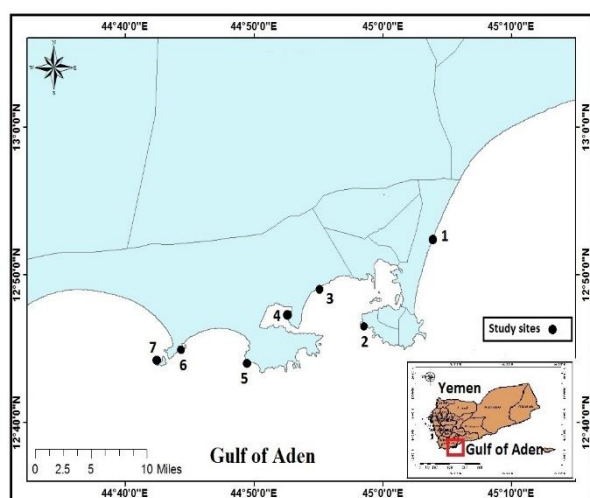 44°40'0"E 44°50'0"E 45°0'0"E 45°10'0"E
13°0'0"N 13°0'0"N
1
12°50'0"N 12°50'0"N
3
4
2
Study sites
7
6
5
Yemen
12°40'0"N 12°40'0"N
Gulf of Aden
Gulf of Aden
0 2.5 5 10 Miles
44°40'0"E 44°50'0"E 45°0'0"E 45°10'0"E